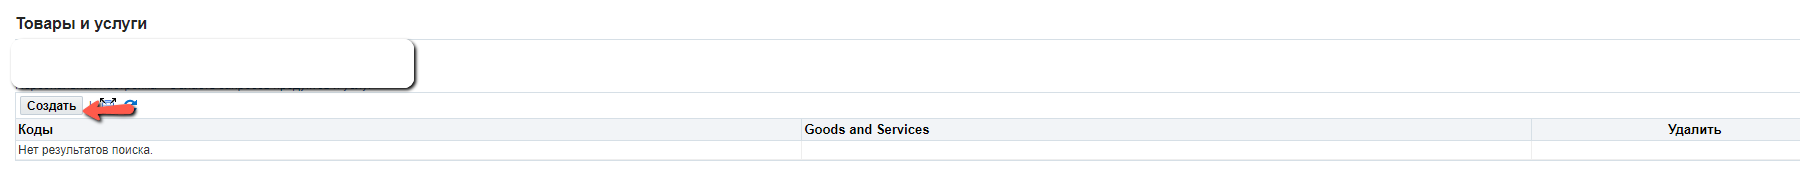 Товары и услуги
Создать
Коды Goods and Services Удалить
Нет результатов поиска.